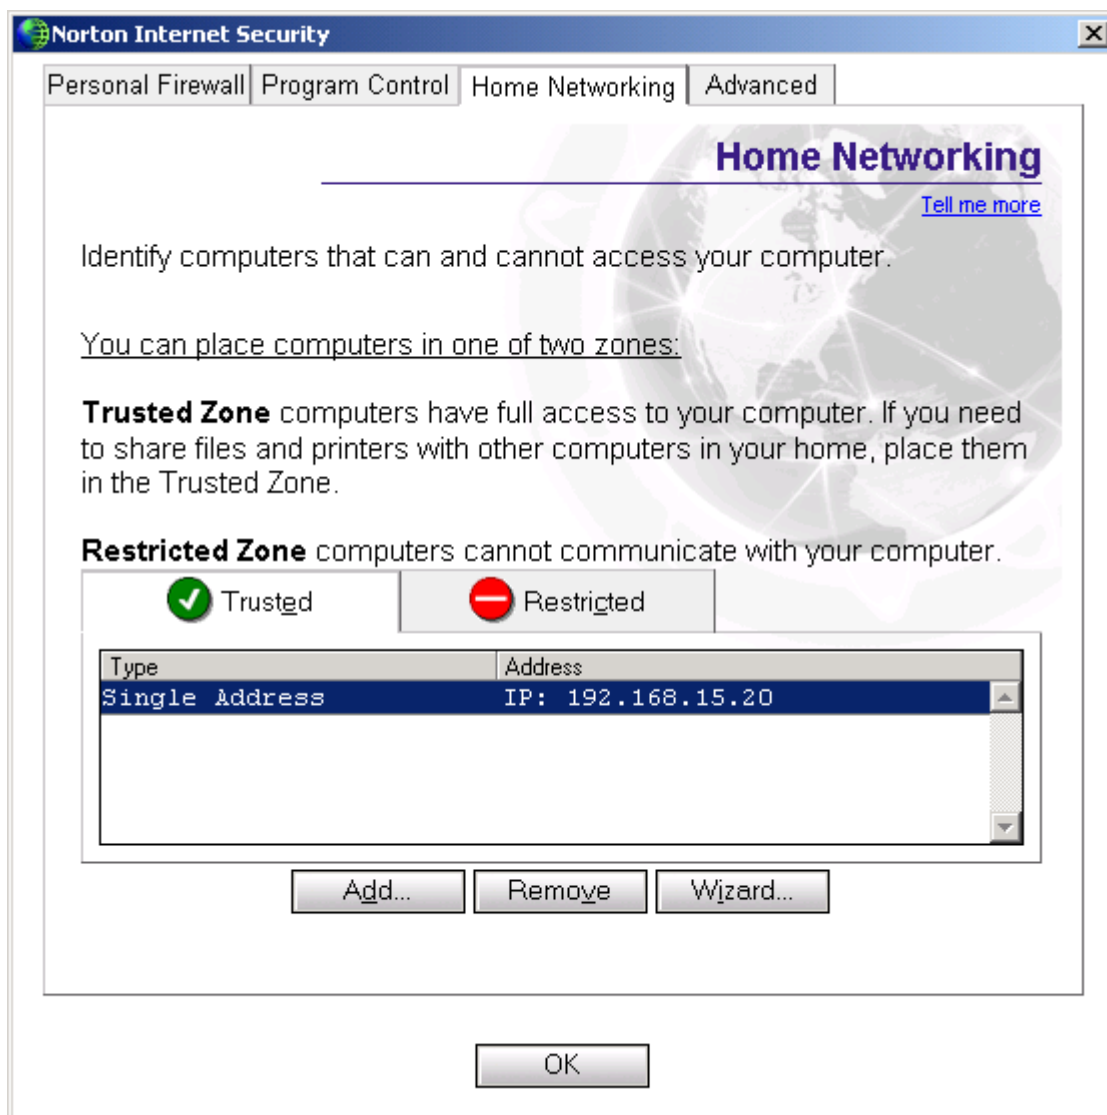 Norton Internet Security
Personal Firewall Program Control Home Networking Advanced
Home Networking
Tell me more
Identify computers that can and cannot access your computer.
You can place computers in one of two zones:
Trusted Zone computers have full access to your computer. If you need
to share files and printers with other computers in your home, place them
in the Trusted Zone.
Restricted Zone computers cannot communicate with your computer.
Trusted Restricted
Type Address
Single Address IP: 192.168.15.20
Add... Remove Wizard...
OK